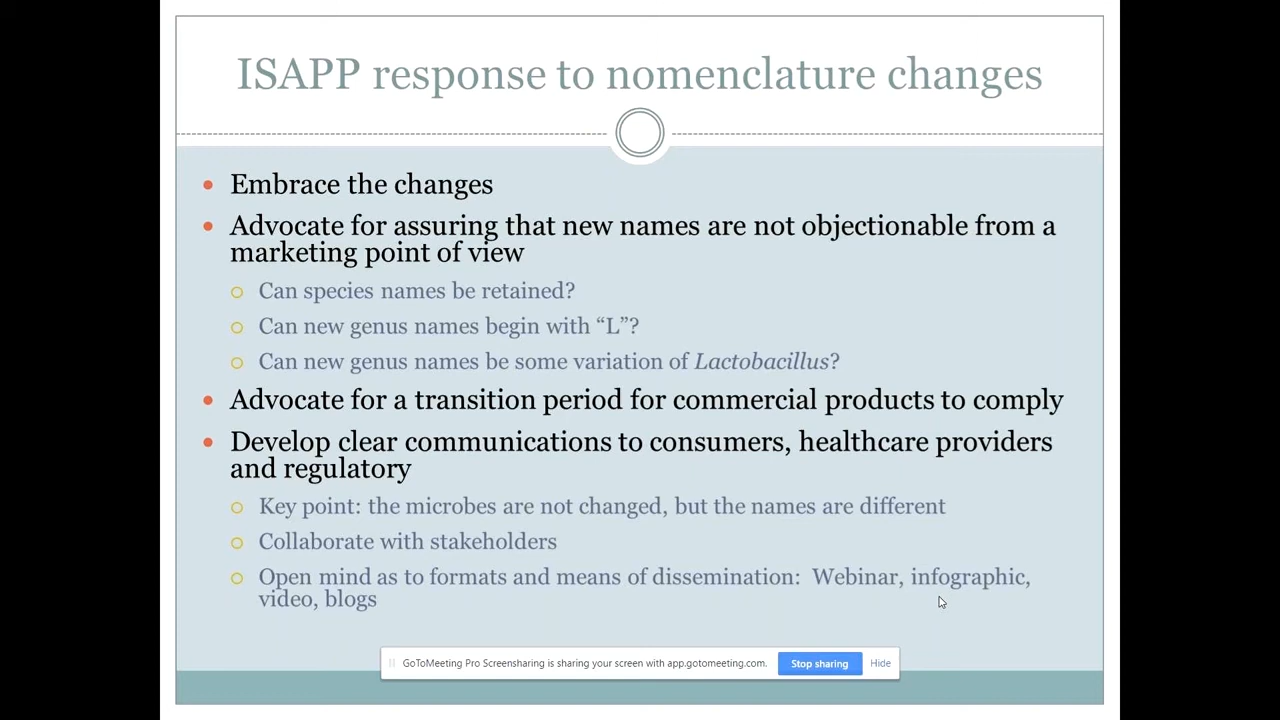 ISAPP response to nomenclature changes
Embrace the changes
Advocate for assuring that new names are not objectionable from a
marketing point of view
Can species names be retained?
Can new genus names begin with “L”?
Can new genus names be some variation of Lactobacillus?
Advocate for a transition period for commercial products to comply
Develop clear communications to consumers, healthcare providers
and regulatory
Key point: the microbes are not changed, but the names are different
Collaborate with stakeholders
Open mind as to formats and means of dissemination:  Webinar, infographic,
video, blogs
GoToMeeting Pro Screensharing is sharing your screen with app.gotomeeting.com. Stop sharing Hide